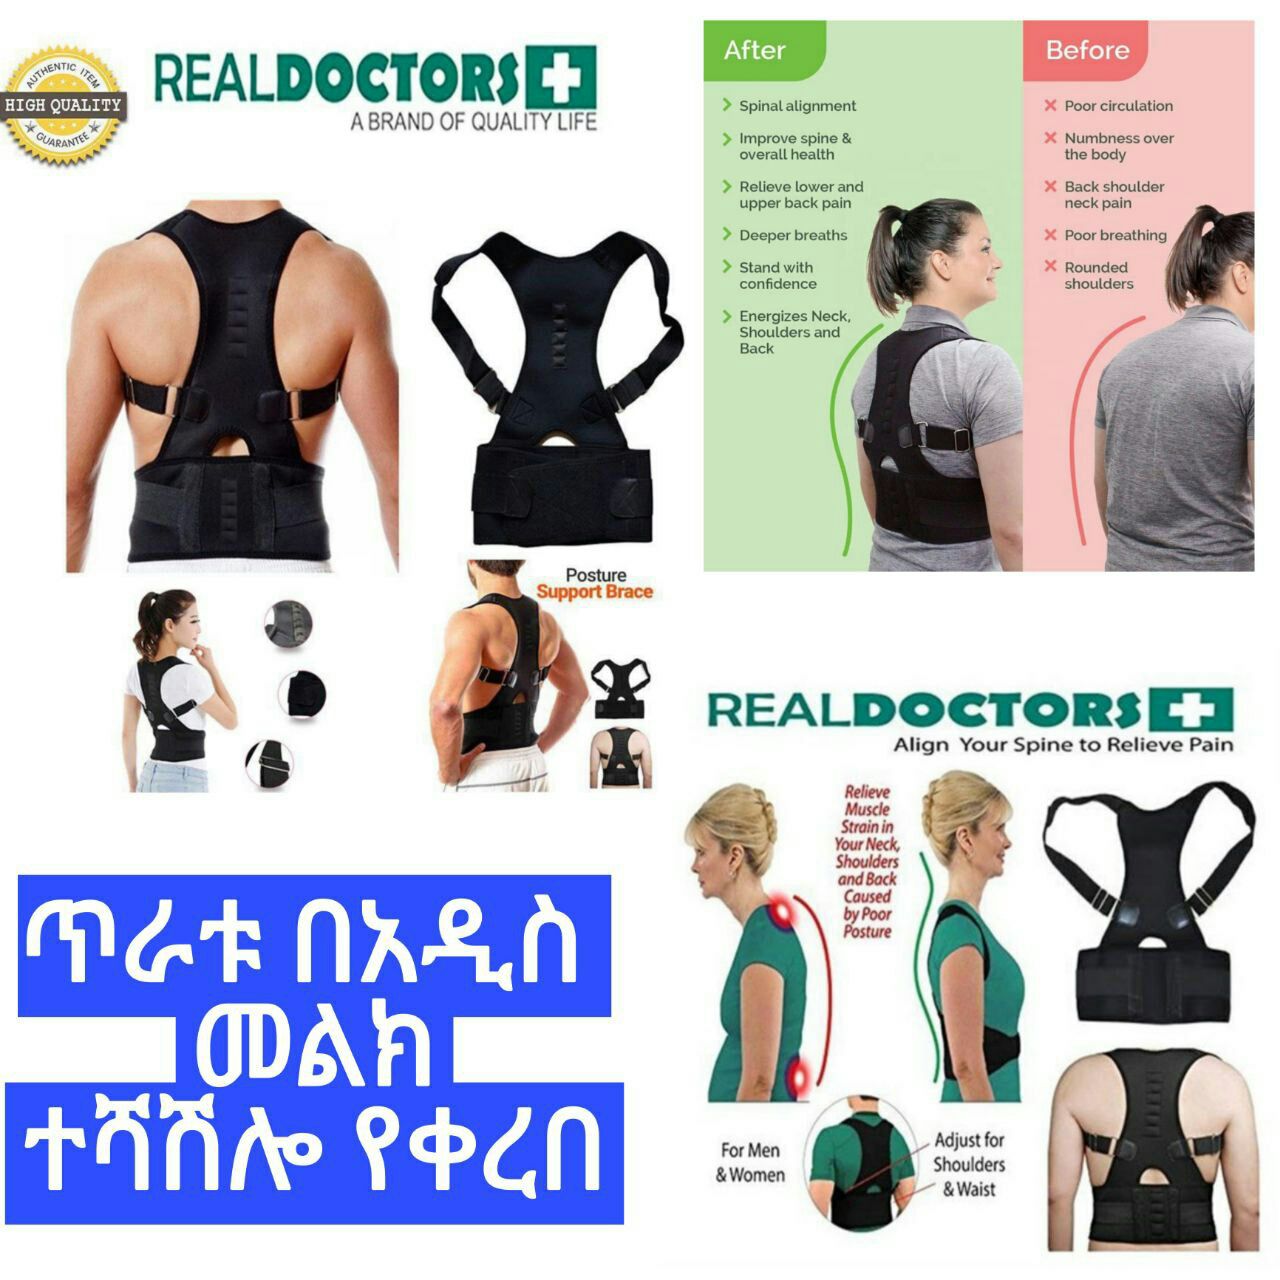 AUTHENTIC ITEM
HIGH QUALITY
GUARANTEE
REALDOCTORS
A BRAND OF QUALITY LIFE
Posture
Support Brace
After
Spinal alignment
Improve spine &
overall health
Relieve lower and
upper back pain
Deeper breaths
Stand with
confidence
Energizes Neck,
Shoulders and
Back
Before
Poor circulation
Numbness over
the body
Back shoulder
neck pain
Poor breathing
Rounded
shoulders
ጥራቱ በአዲስ
መልክ
ተሻሽሎ የቀረበ
REALDOCTORS
Align Your Spine to Relieve Pain
Relieve
Muscle
Strain in
Your Neck,
Shoulders
and Back
Caused
by Poor
Posture
For Men
& Women
Adjust for
Shoulders
& Waist